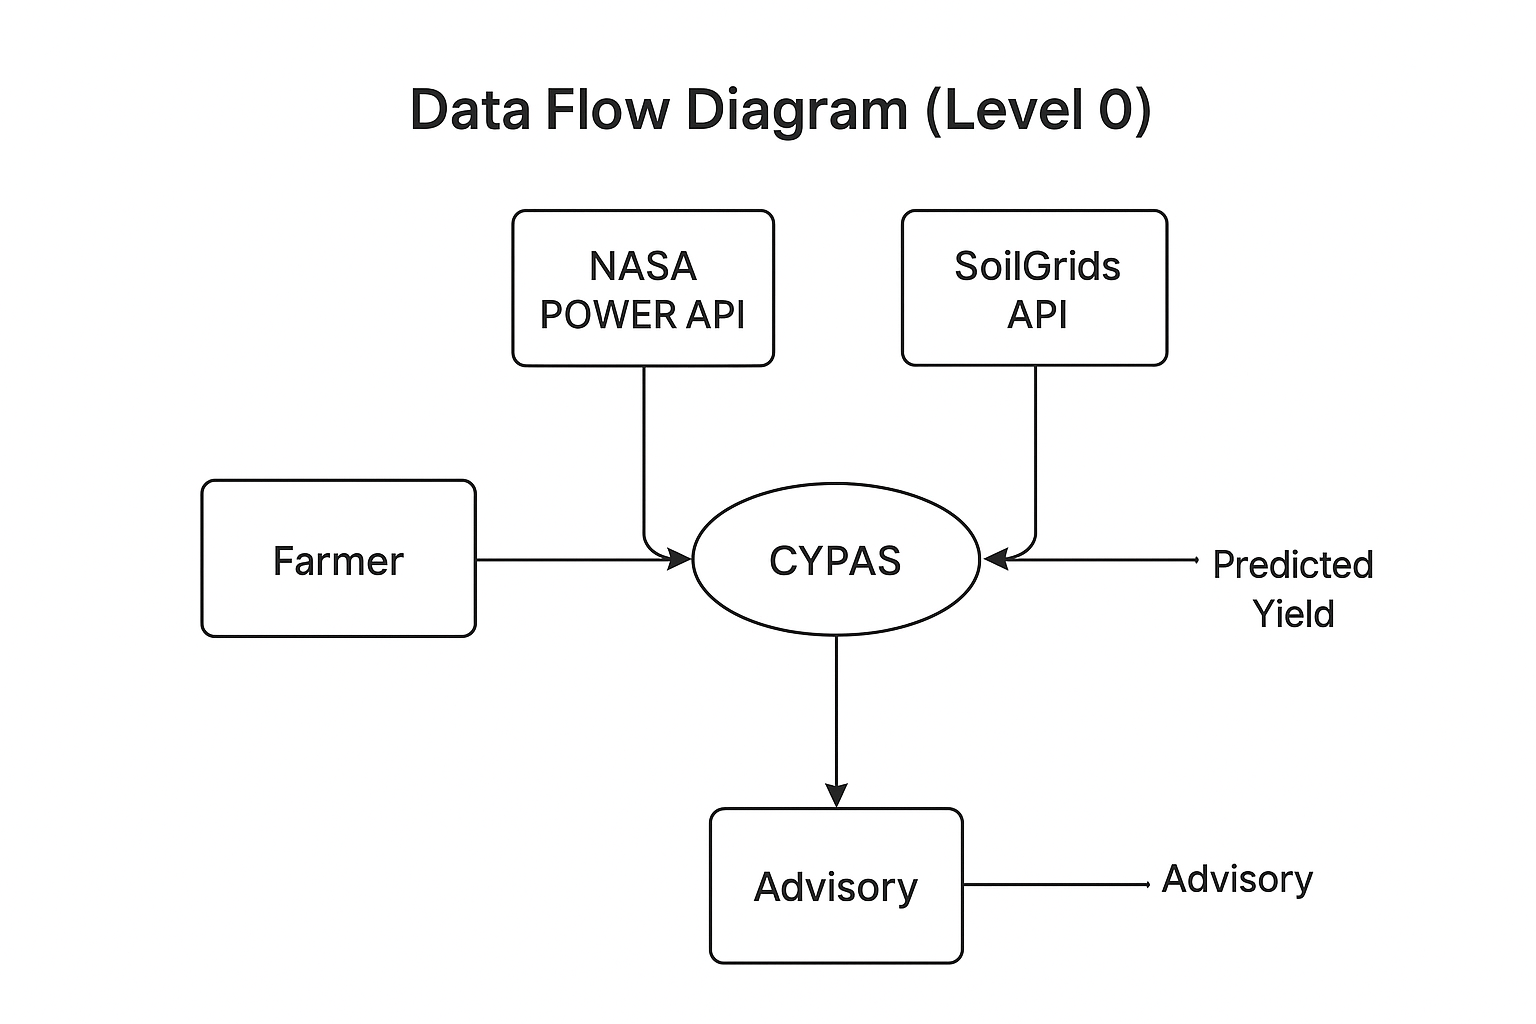 Data Flow Diagram (Level 0)
NASA
POWER API
SoilGrids
API
Farmer
CYPAS
Predicted
Yield
Advisory
Advisory